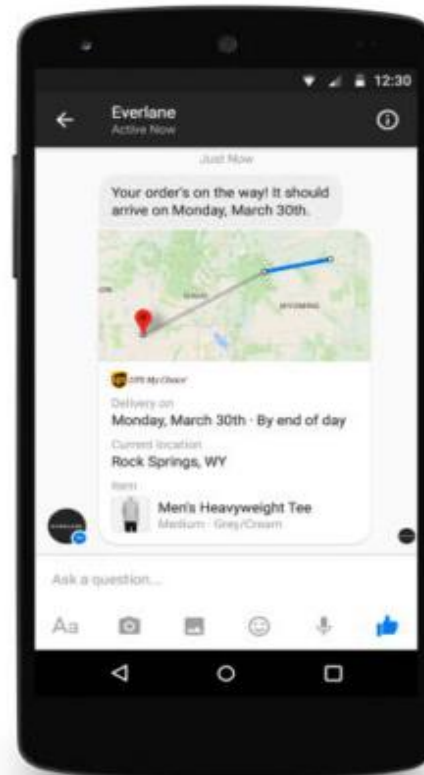 12:30
Everlane
Active Now
Just Now
Your order's on the way! It should
arrive on Monday, March 30th.
IDAHO
WYOMING
UPS My Choice
Delivery on
Monday, March 30th · By end of day
Current location
Rock Springs, WY
Item
Men's Heavyweight Tee
Medium · Grey/Cream
EVERLANE
Ask a question...
Aa